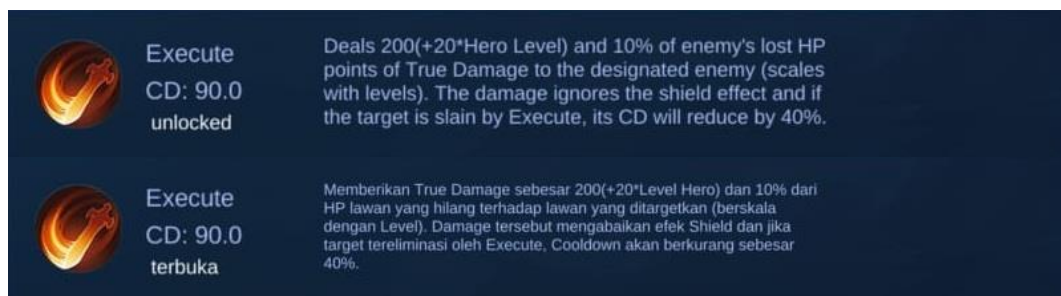 Execute
CD: 90.0
unlocked
Deals 200(+20*Hero Level) and 10% of enemy's lost HP
points of True Damage to the designated enemy (scales
with levels). The damage ignores the shield effect and if
the target is slain by Execute, its CD will reduce by 40%.
Execute
CD: 90.0
terbuka
Memberikan True Damage sebesar 200(+20*Level Hero) dan 10% dari
HP lawan yang hilang terhadap lawan yang ditargetkan (berskala
dengan Level). Damage tersebut mengabaikan efek Shield dan jika
target tereliminasi oleh Execute, Cooldown akan berkurang sebesar
40%.